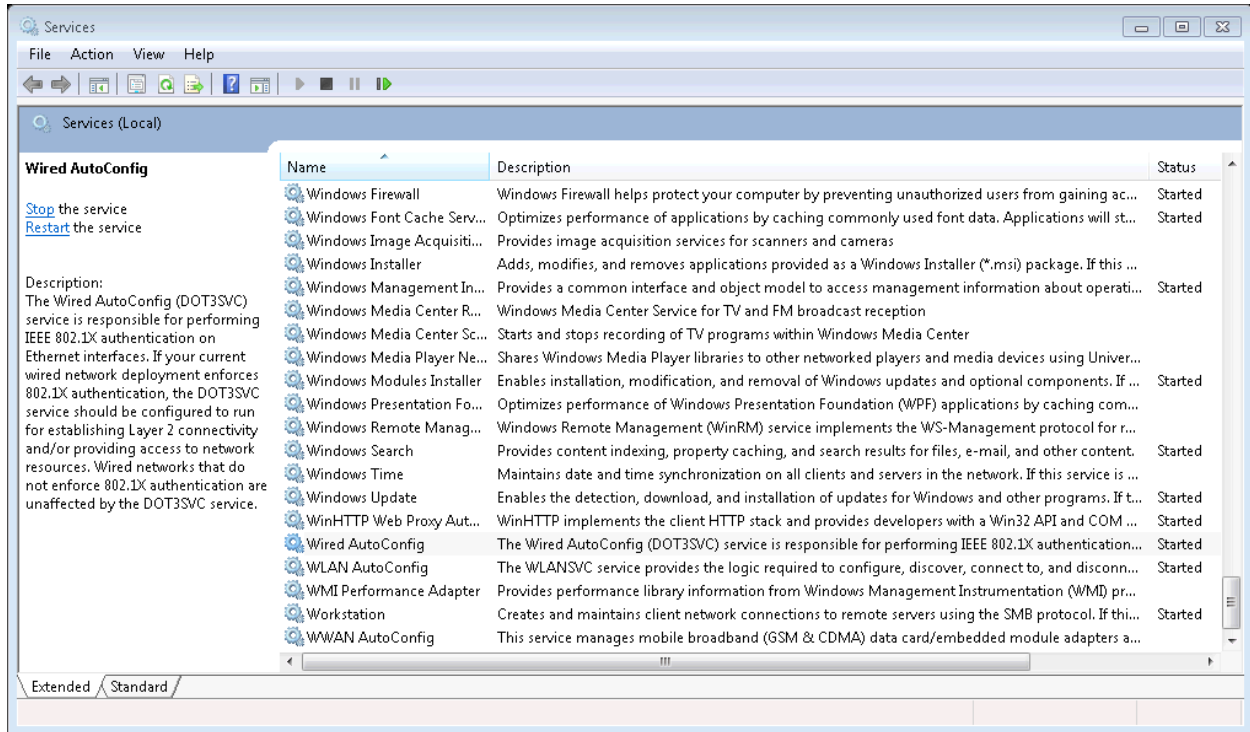 Services
File Action View Help
Services (Local)
Wired AutoConfig
Stop the service
Restart the service
Description:
The Wired AutoConfig (DOT3SVC)
service is responsible for performing
IEEE 802.1X authentication on
Ethernet interfaces. If your current
wired network deployment enforces
802.1X authentication, the DOT3SVC
service should be configured to run
for establishing Layer 2 connectivity
and/or providing access to network
resources. Wired networks that do
not enforce 802.1X authentication are
unaffected by the DOT3SVC service.
Name Description Status
Windows Firewall Windows Firewall helps protect your computer by preventing unauthorized users from gaining ac... Started
Windows Font Cache Serv... Optimizes performance of applications by caching commonly used font data. Applications will st... Started
Windows Image Acquisiti... Provides image acquisition services for scanners and cameras
Windows Installer Adds, modifies, and removes applications provided as a Windows Installer (*.msi) package. If this ...
Windows Management In... Provides a common interface and object model to access management information about operati... Started
Windows Media Center R... Windows Media Center Service for TV and FM broadcast reception
Windows Media Center Sc... Starts and stops recording of TV programs within Windows Media Center
Windows Media Player Ne... Shares Windows Media Player libraries to other networked players and media devices using Univer...
Windows Modules Installer Enables installation, modification, and removal of Windows updates and optional components. If ... Started
Windows Presentation Fo... Optimizes performance of Windows Presentation Foundation (WPF) applications by caching com...
Windows Remote Manag... Windows Remote Management (WinRM) service implements the WS-Management protocol for r...
Windows Search Provides content indexing, property caching, and search results for files, e-mail, and other content. Started
Windows Time Maintains date and time synchronization on all clients and servers in the network. If this service is ...
Windows Update Enables the detection, download, and installation of updates for Windows and other programs. If t... Started
WinHTTP Web Proxy Aut... WinHTTP implements the client HTTP stack and provides developers with a Win32 API and COM ... Started
Wired AutoConfig The Wired AutoConfig (DOT3SVC) service is responsible for performing IEEE 802.1X authentication... Started
WLAN AutoConfig The WLANSVC service provides the logic required to configure, discover, connect to, and disconn... Started
WMI Performance Adapter Provides performance library information from Windows Management Instrumentation (WMI) pr...
Workstation Creates and maintains client network connections to remote servers using the SMB protocol. If thi... Started
WWAN AutoConfig This service manages mobile broadband (GSM & CDMA) data card/embedded module adapters a...
Extended Standard